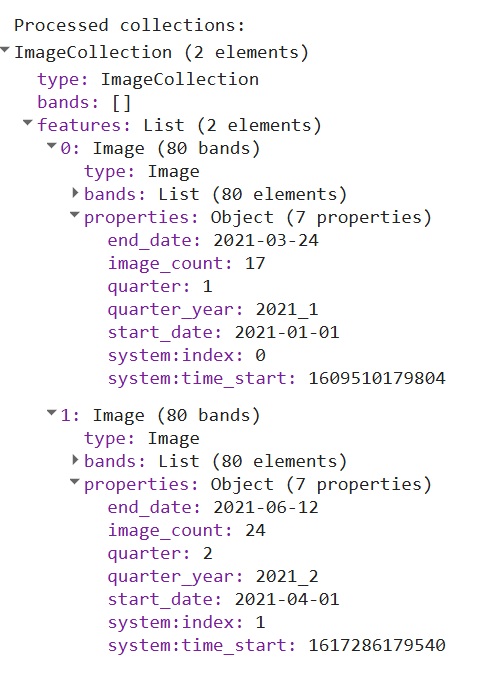 Processed collections:
ImageCollection (2 elements)
type: ImageCollection
bands: []
features: List (2 elements)
0: Image (80 bands)
type: Image
bands: List (80 elements)
properties: Object (7 properties)
end_date: 2021-03-24
image_count: 17
quarter: 1
quarter_year: 2021_1
start_date: 2021-01-01
system:index: 0
system:time_start: 1609510179804
1: Image (80 bands)
type: Image
bands: List (80 elements)
properties: Object (7 properties)
end_date: 2021-06-12
image_count: 24
quarter: 2
quarter_year: 2021_2
start_date: 2021-04-01
system:index: 1
system:time_start: 1617286179540